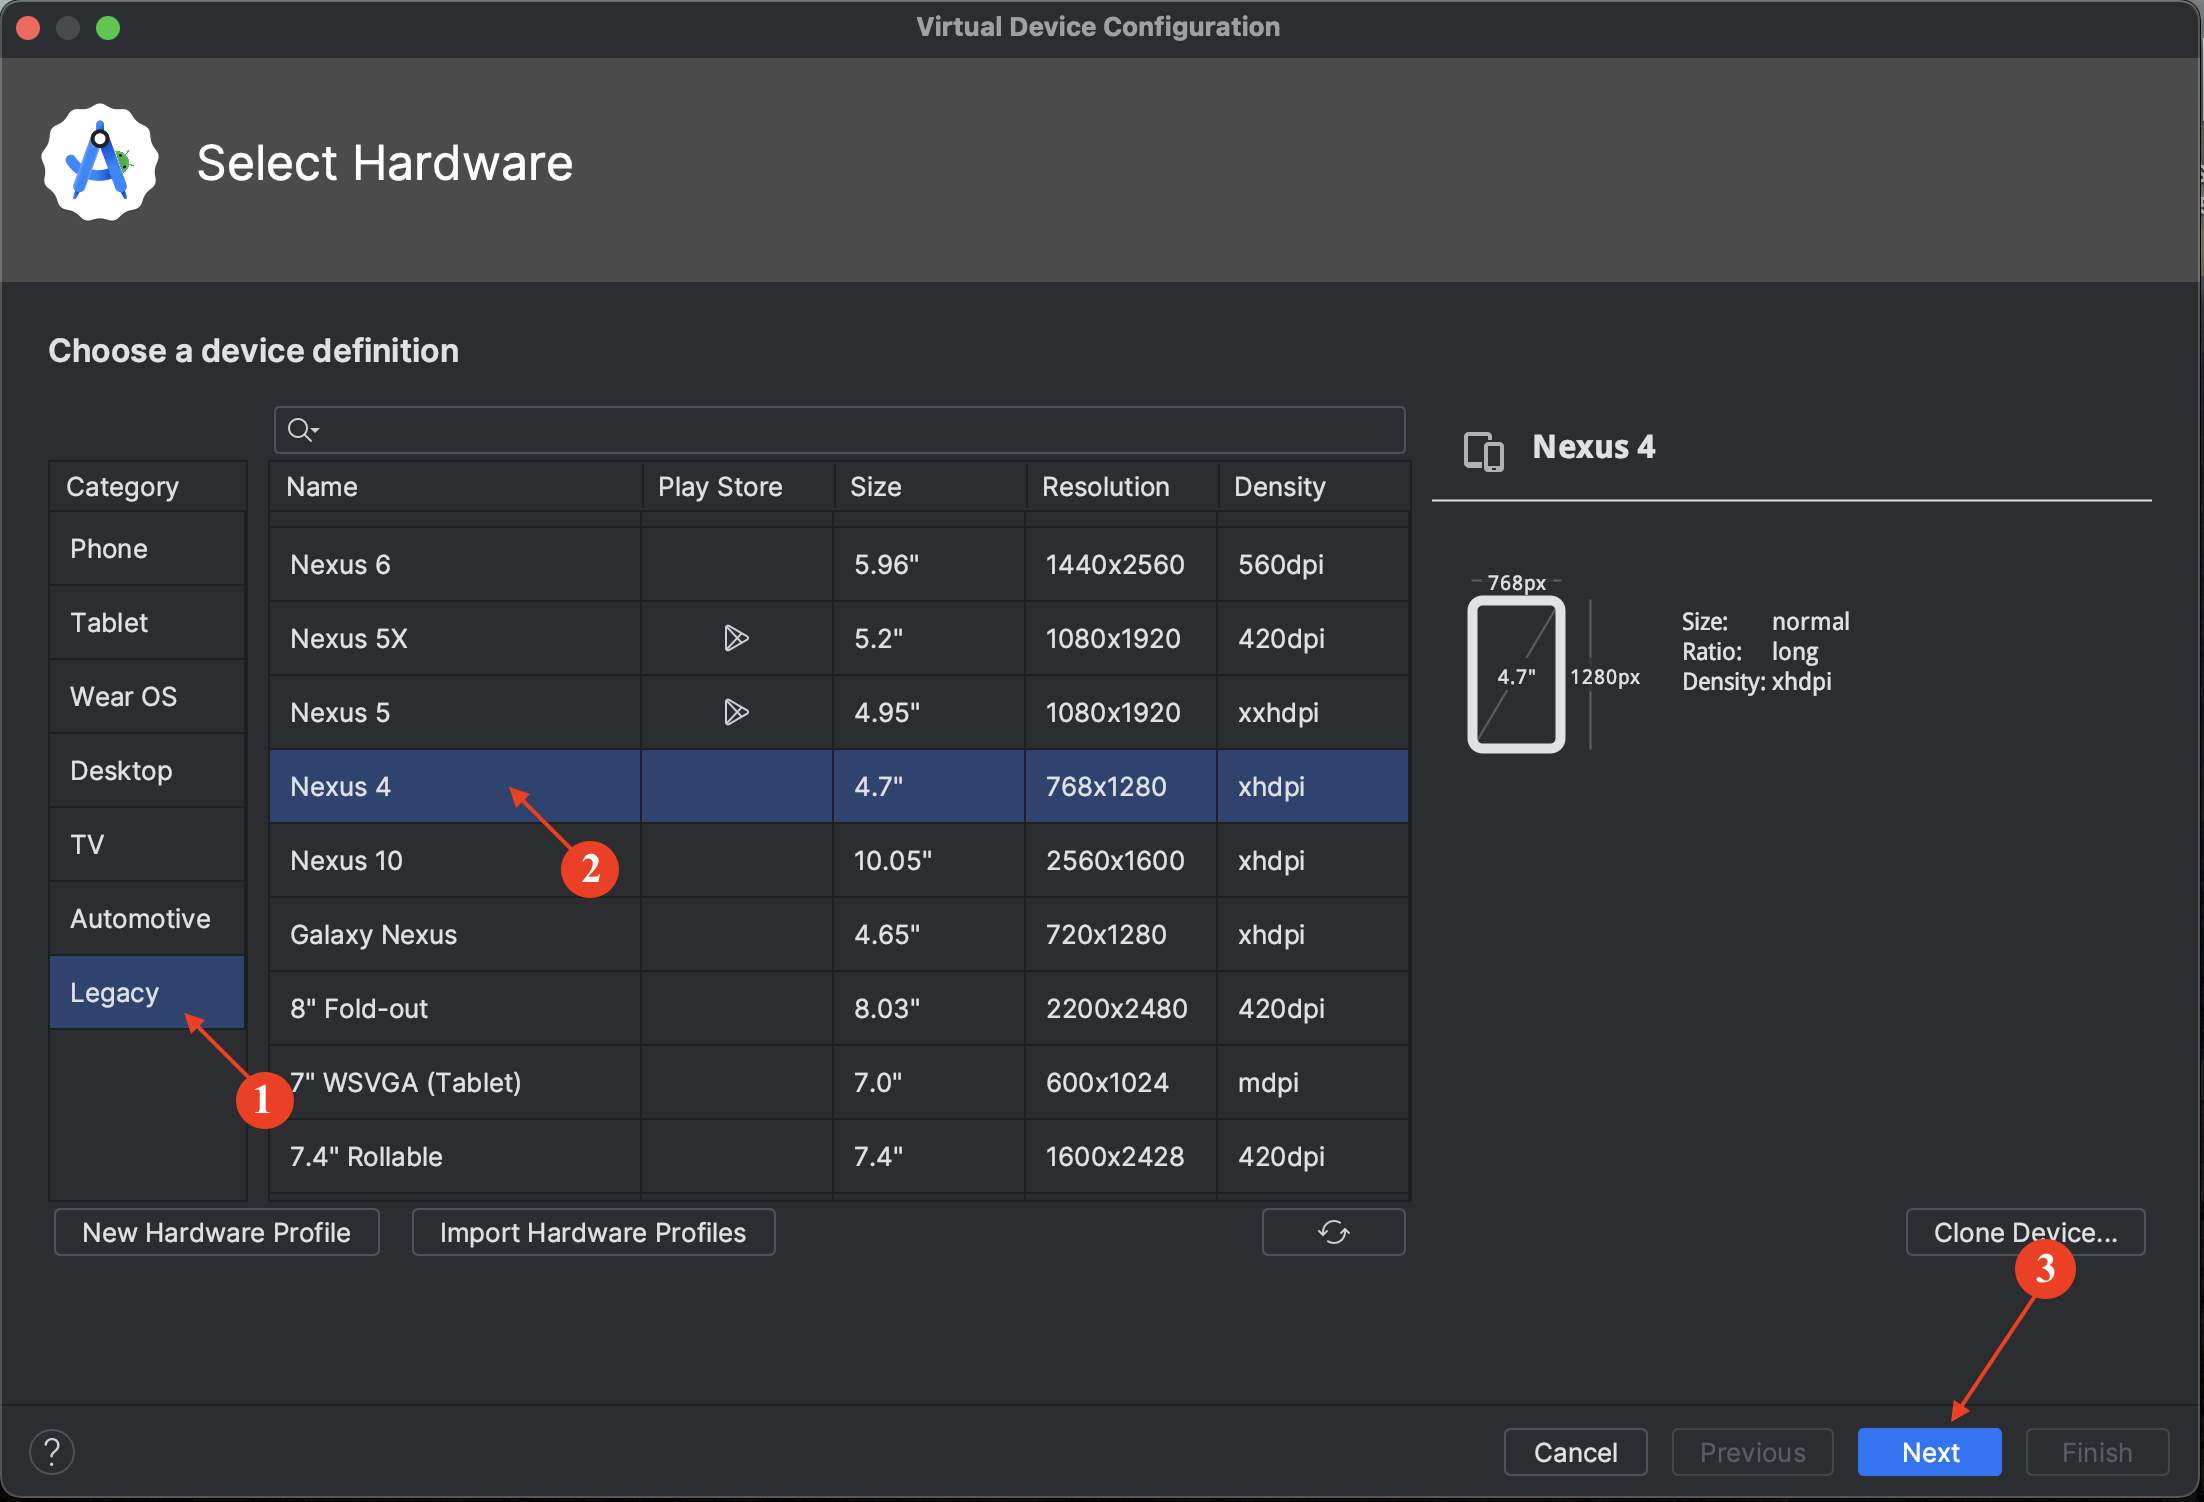 Virtual Device Configuration
Select Hardware
Choose a device definition
Category
Phone
Tablet
Wear OS
Desktop
TV
Automotive
Legacy
Name Play Store Size Resolution Density
Nexus 6 5.96" 1440x2560 560dpi
Nexus 5X 5.2" 1080x1920 420dpi
Nexus 5 4.95" 1080x1920 xxhdpi
Nexus 4 4.7" 768x1280 xhdpi
Nexus 10 10.05" 2560x1600 xhdpi
Galaxy Nexus 4.65" 720x1280 xhdpi
8" Fold-out 8.03" 2200x2480 420dpi
7" WSVGA (Tablet) 7.0" 600x1024 mdpi
7.4" Rollable 7.4" 1600x2428 420dpi
1
2
Nexus 4
768px
4.7"
1280px
Size: normal
Ratio: long
Density: xhdpi
New Hardware Profile Import Hardware Profiles Clone Device...
3
? Cancel Previous Next Finish